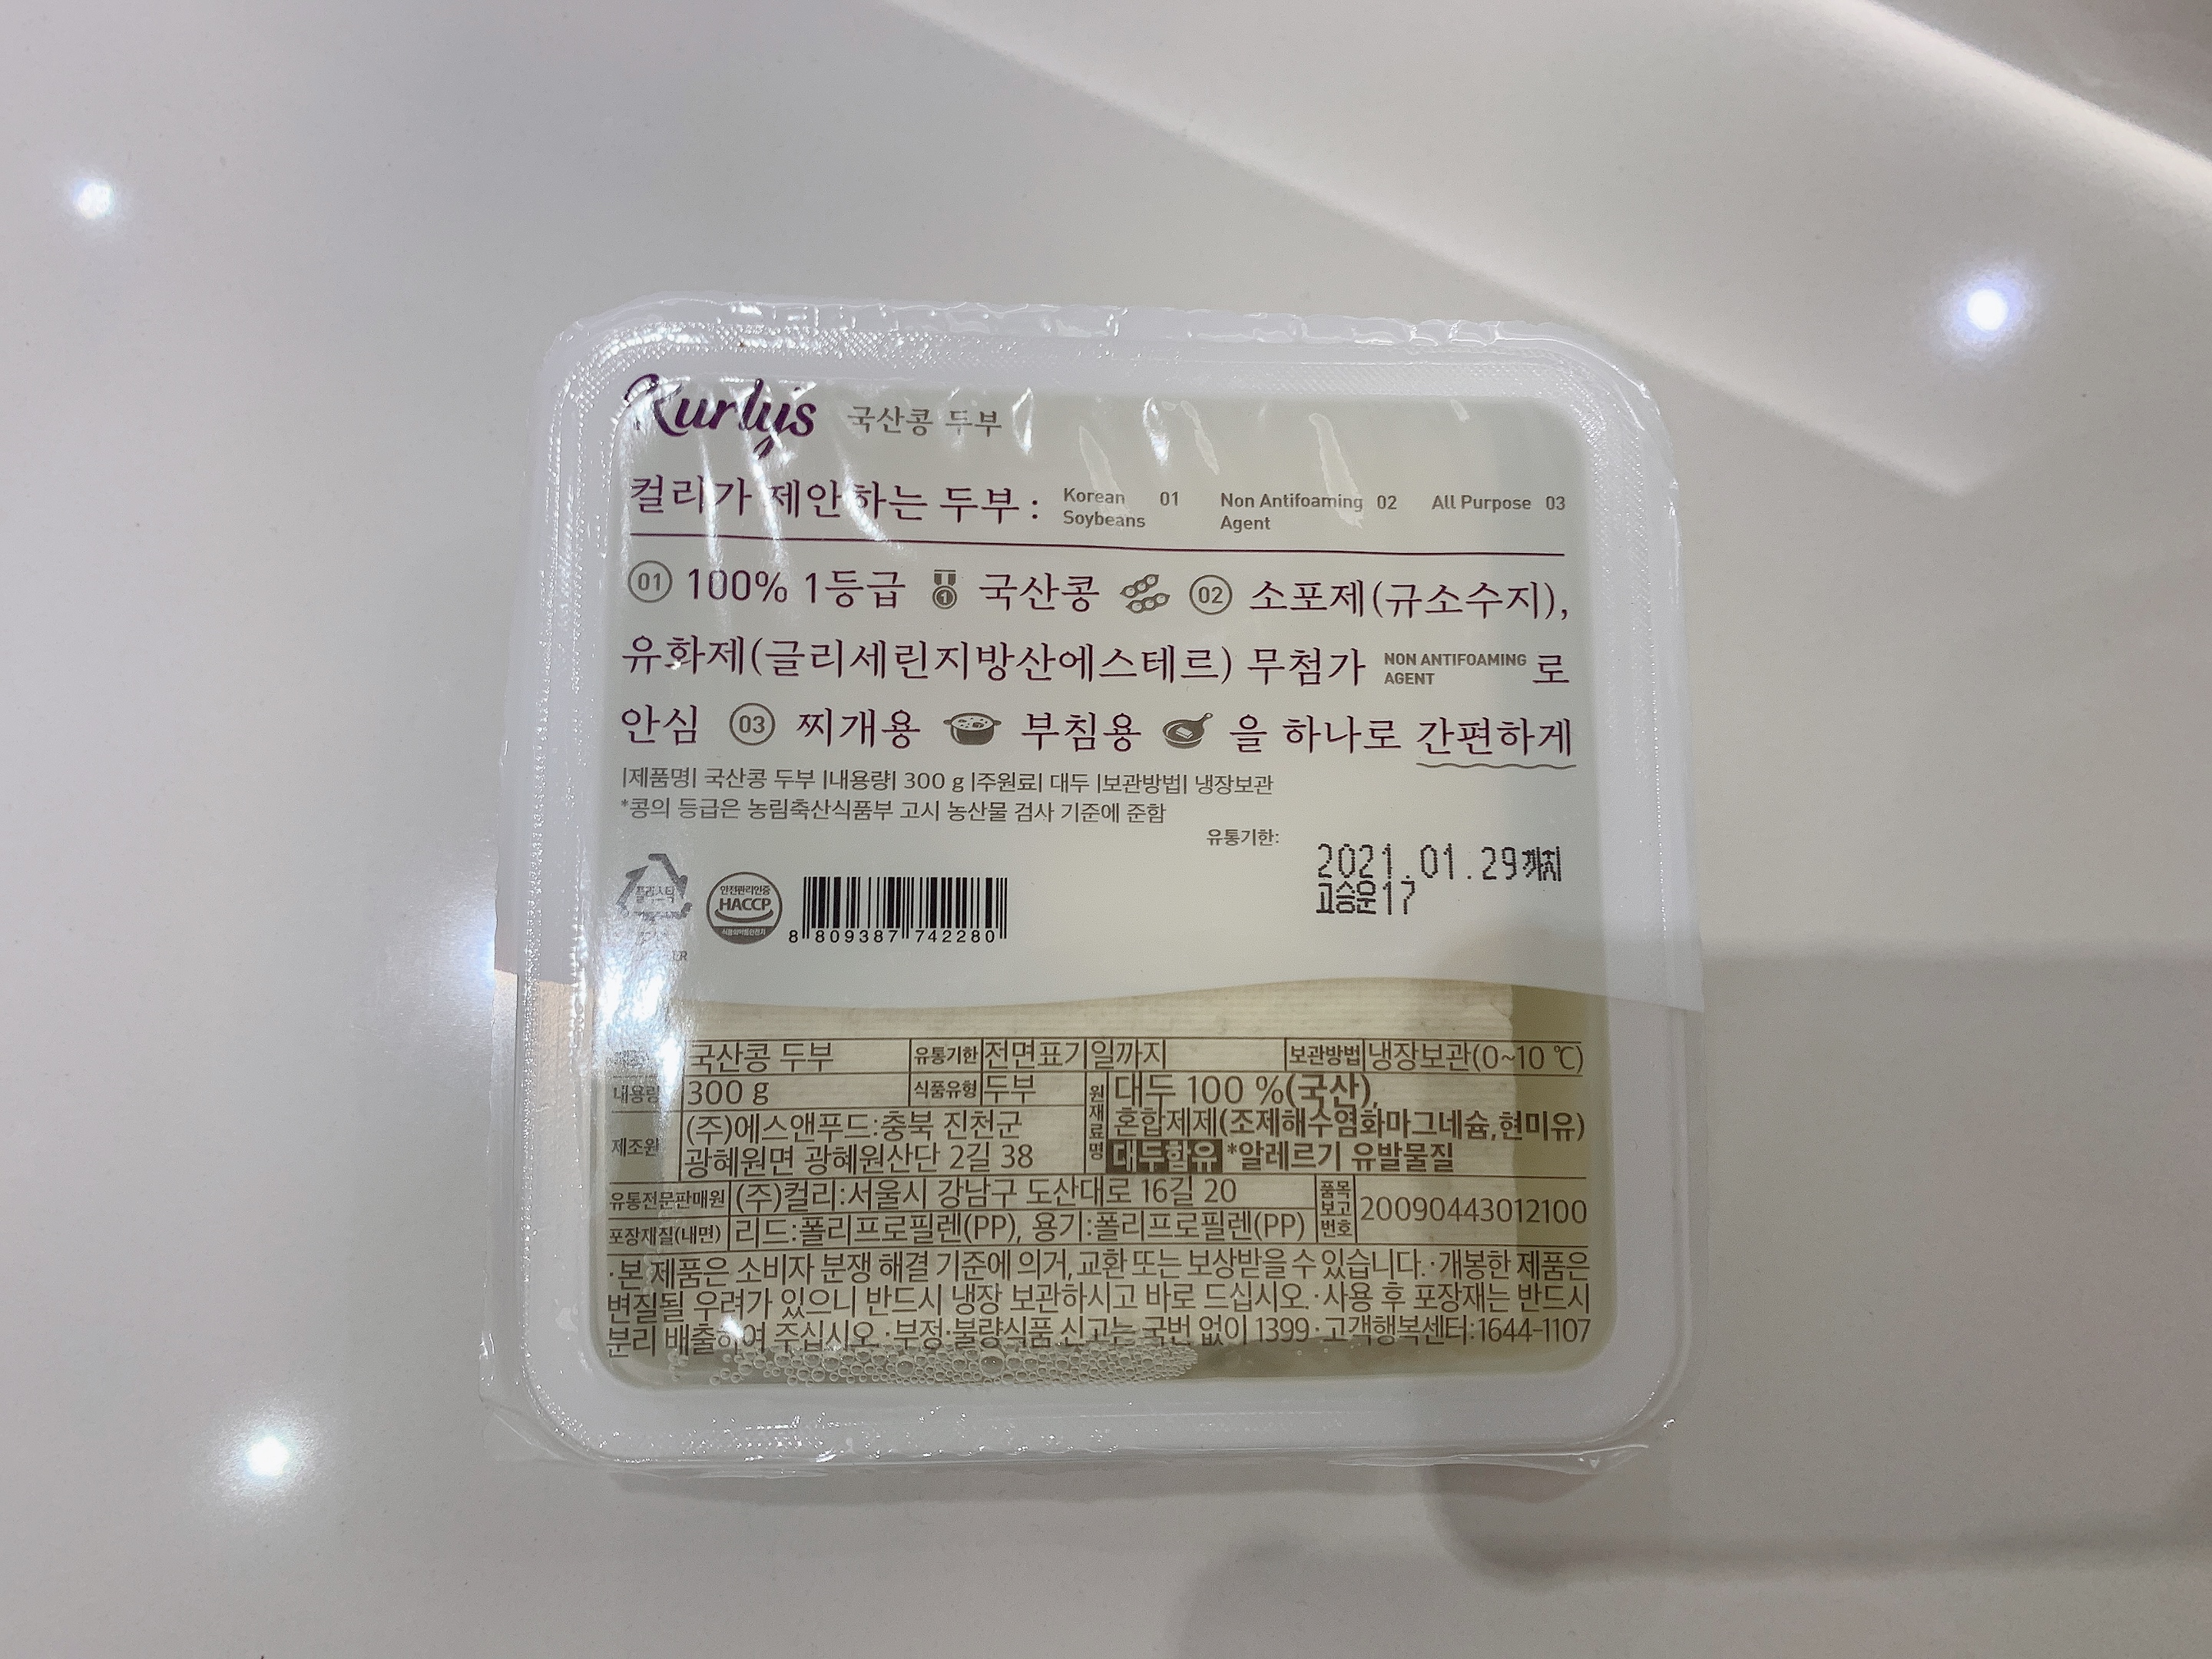 Kurly's 국산콩 두부
컬리가 제안하는 두부 : Korean Soybeans 01 Non Antifoaming Agent 02 All Purpose 03
01 100% 1등급 국산콩 02 소포제(규소수지),
유화제(글리세린지방산에스테르) 무첨가 NON ANTIFOAMING AGENT 로
안심 03 찌개용 부침용 을 하나로 간편하게
|제품명| 국산콩 두부 |내용량| 300 g |주원료| 대두 |보관방법| 냉장보관
*콩의 등급은 농림축산식품부 고시 농산물 검사 기준에 준함
유통기한:
2021.01.29까지
고승운17
플라스틱
안전관리인증
HACCP
식품의약품안전처
8 809387 742280
국산콩 두부 유통기한 전면표기일까지 보관방법 냉장보관(0~10 ℃)
내용량 300 g 식품유형 두부
원재료명 대두 100 %(국산),
혼합제제(조제해수염화마그네슘,현미유)
대두함유 *알레르기 유발물질
제조원 (주)에스앤푸드:충북 진천군
광혜원면 광혜원산단 2길 38
유통전문판매원 (주)컬리:서울시 강남구 도산대로 16길 20
품목보고번호 20090443012100
포장재질(내면) 리드:폴리프로필렌(PP), 용기:폴리프로필렌(PP)
·본 제품은 소비자 분쟁 해결 기준에 의거, 교환 또는 보상받을 수 있습니다.·개봉한 제품은
변질될 우려가 있으니 반드시 냉장 보관하시고 바로 드십시오.·사용 후 포장재는 반드시
분리 배출하여 주십시오.·부정·불량식품 신고는 국번 없이 1399·고객행복센터:1644-1107